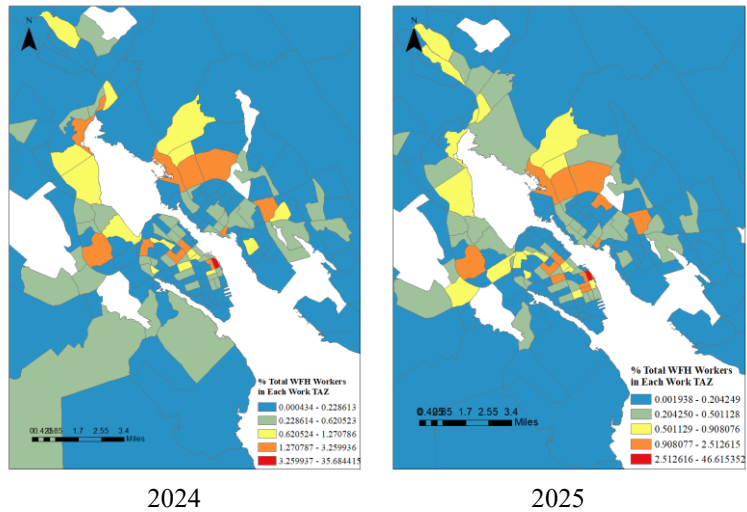 N
% Total WFH Workers
in Each Work TAZ
0.000434 - 0.228613
0.228614 - 0.620523
0.620524 - 1.270786
1.270787 - 3.259936
3.259937 - 35.684415
1.7 2.55 3.4
Miles
2024
N
% Total WFH Workers
in Each Work TAZ
0.001938 - 0.204249
0.204250 - 0.501128
0.501129 - 0.908076
0.908077 - 2.512615
2.512616 - 46.615352
1.7 2.55 3.4
Miles
2025